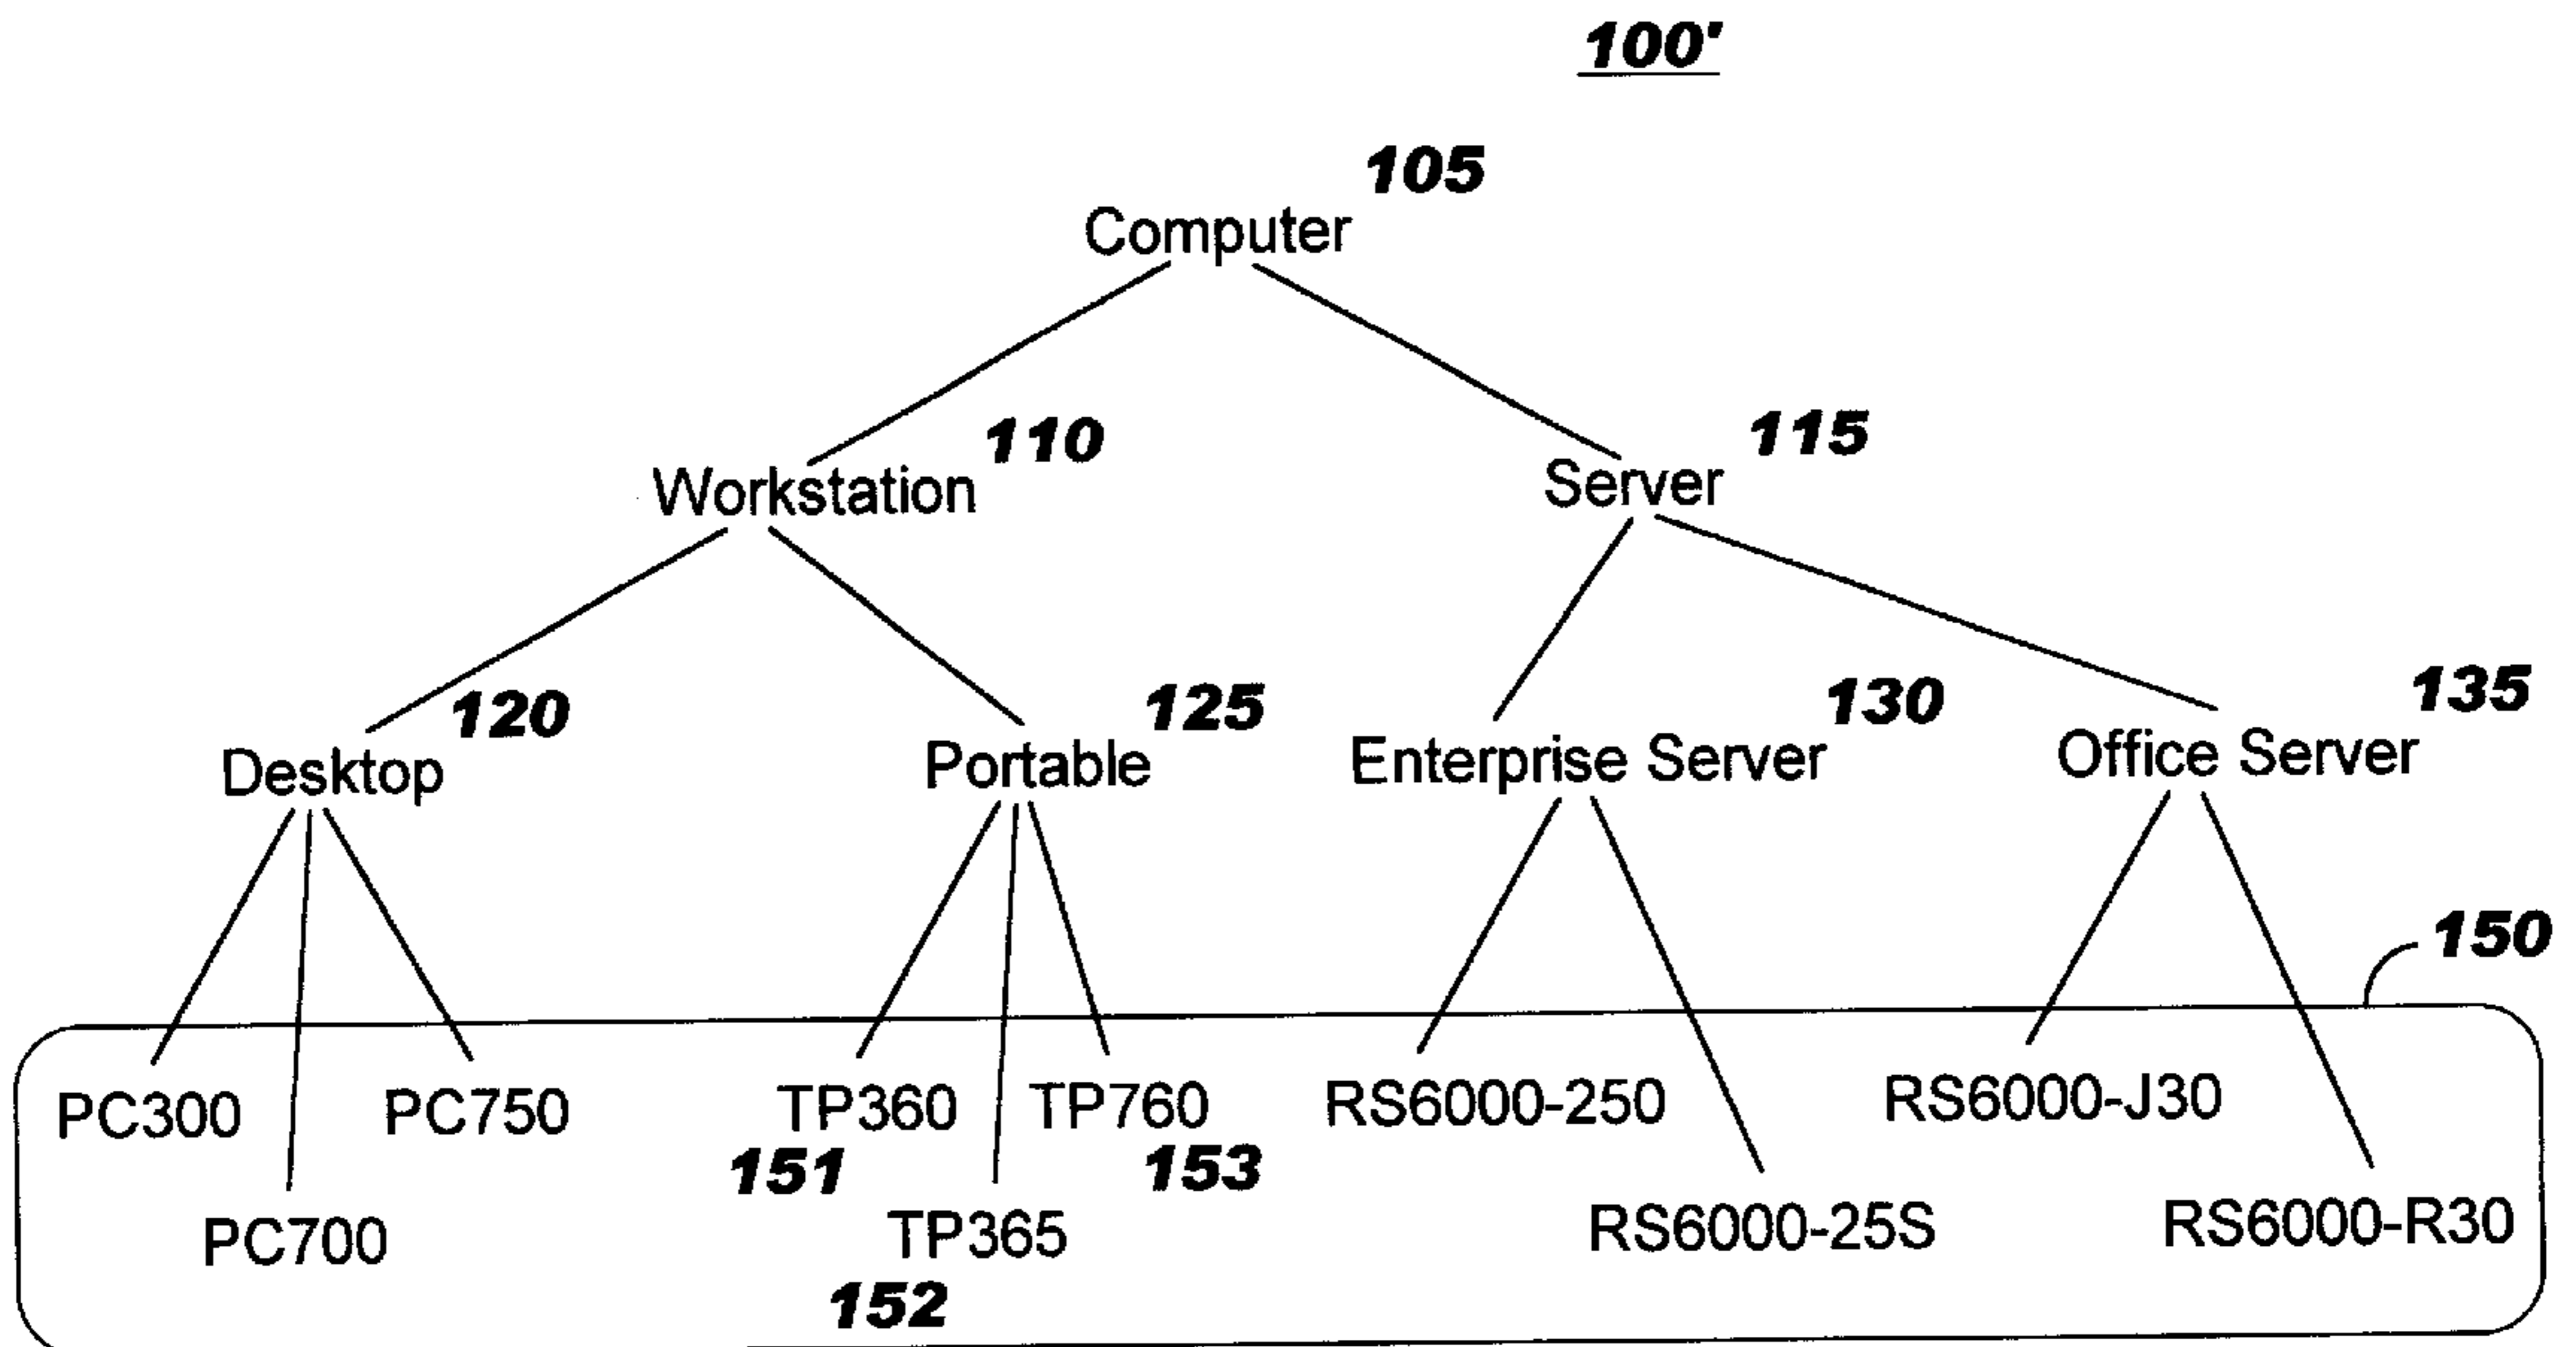 100'
105
Computer
110
115
Workstation
Server
120
125
130
135
Desktop
Portable
Enterprise Server
Office Server
150
PC300
PC750
TP360
TP760
RS6000-250
RS6000-J30
151
153
PC700
TP365
RS6000-25S
RS6000-R30
152